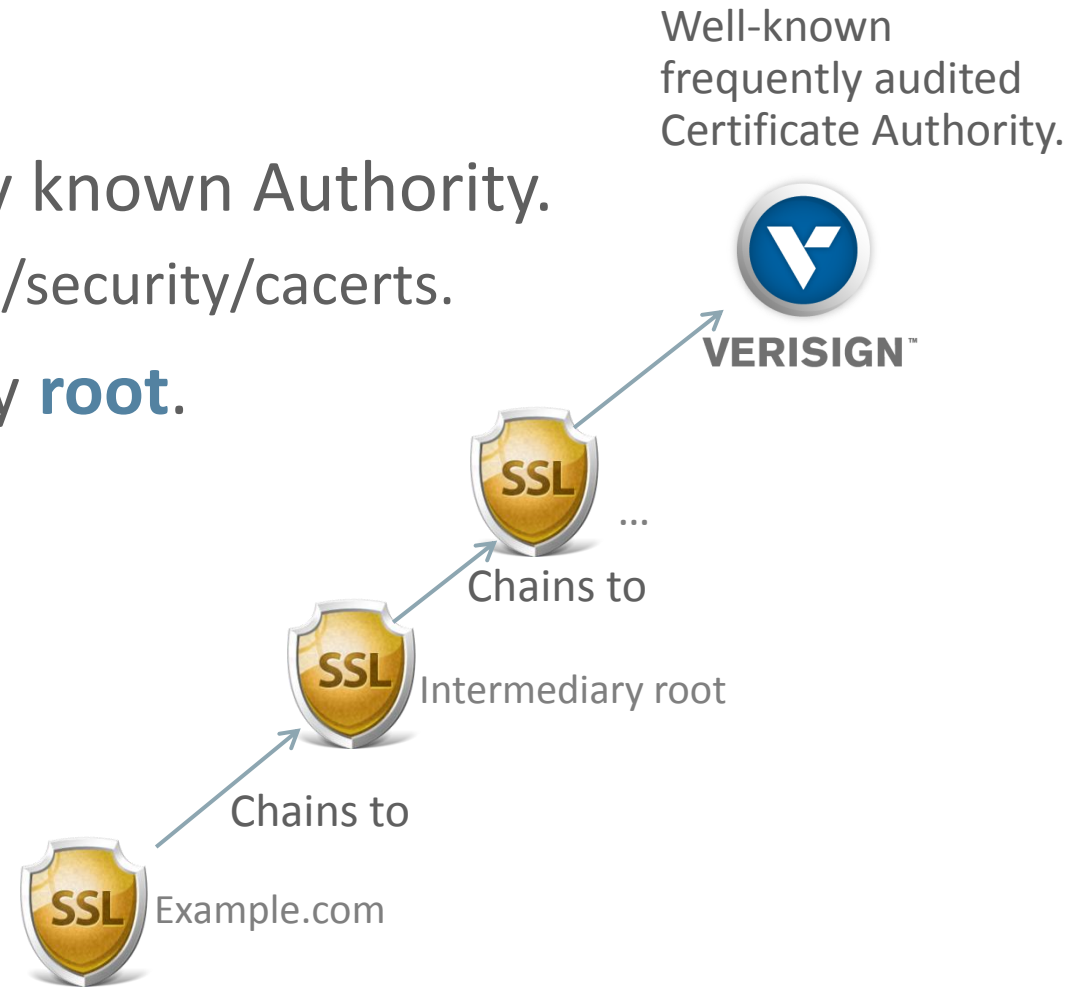 Well-known
frequently audited
Certificate Authority.
y known Authority.
/security/cacerts.
y root.
VERISIGN™
SSL
...
Chains to
SSL
Intermediary root
Chains to
SSL
Example.com